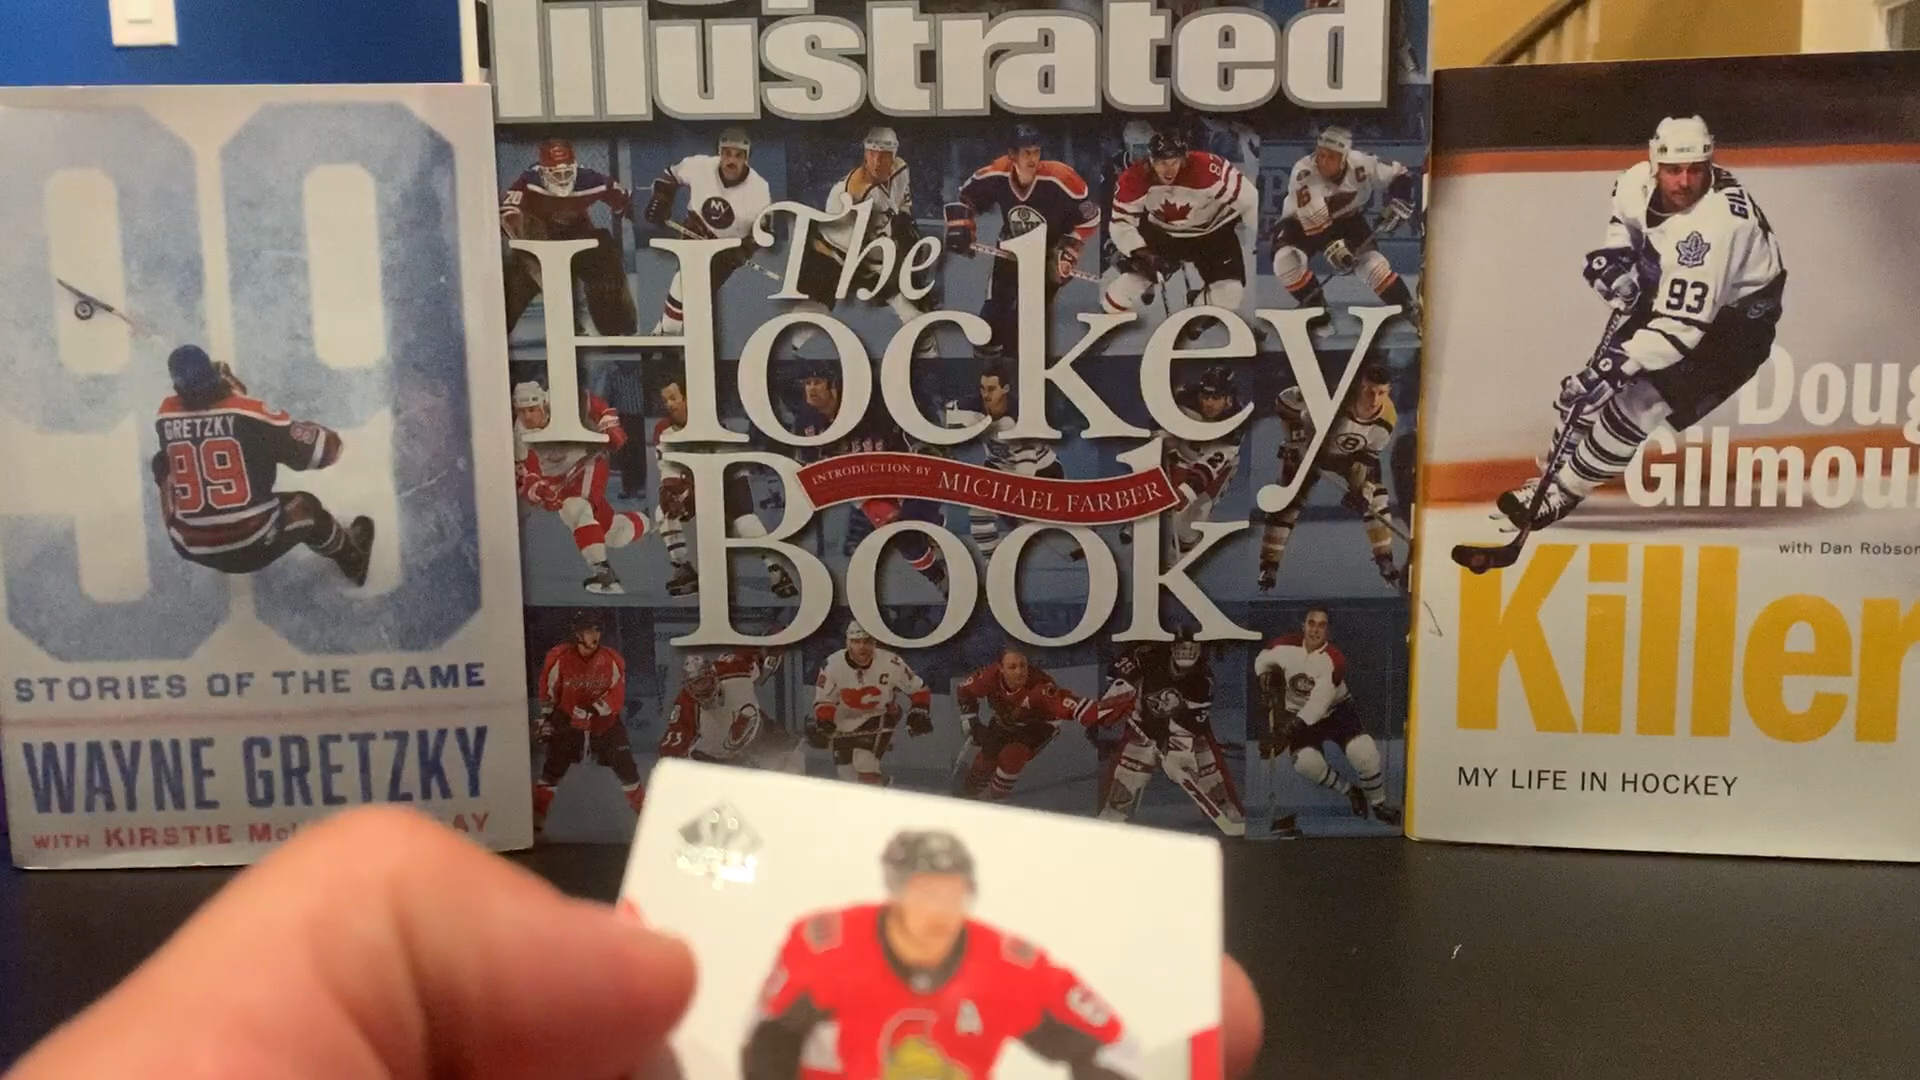 Illustrated
The
Hockey
Book
INTRODUCTION BY MICHAEL FARBER
99
GRETZKY
99
STORIES OF THE GAME
WAYNE GRETZKY
WITH KIRSTIE
93
Doug
Gilmou
with Dan Robson
Killer
MY LIFE IN HOCKEY
A